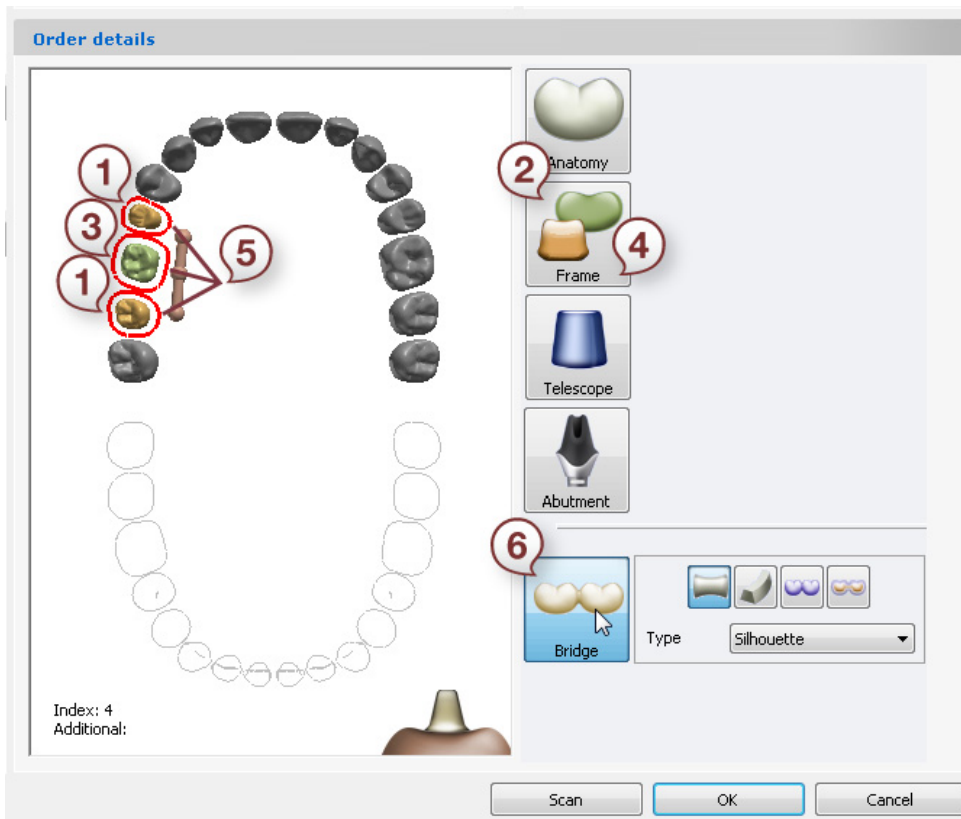 Order details
Anatomy
1
2
3
Frame
4
5
1
Telescope
Abutment
6
Bridge
Type
Silhouette
Index: 4
Additional:
Scan
OK
Cancel